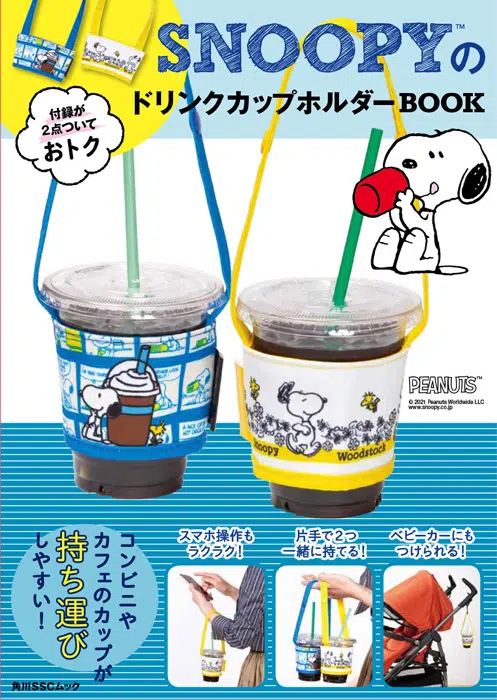 SNOOPY™の
ドリンクカップホルダーBOOK
付録が
2点ついて
おトク
PEANUTS™
© 2021 Peanuts Worldwide LLC
www.snoopy.co.jp
Snoopy
Woodstock
コンビニや
カフェのカップが
持ち運び
しやすい!
スマホ操作も
ラクラク!
片手で2つ
一緒に持てる!
ベビーカーにも
つけられる!
角川SSCムック